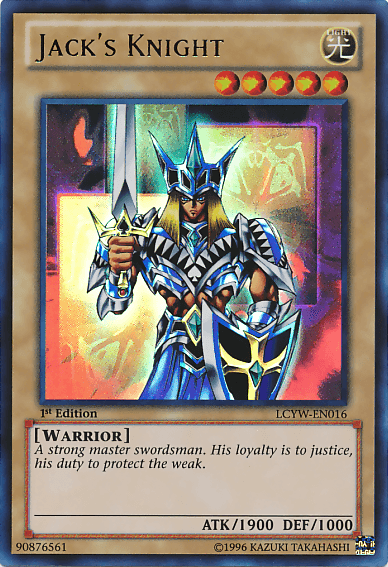 JACK'S KNIGHT
LIGHT
光
1st Edition
LCYW-EN016
[WARRIOR]
A strong master swordsman. His loyalty is to justice,
his duty to protect the weak.
ATK/1900 DEF/1000
90876561
©1996 KAZUKI TAKAHASHI